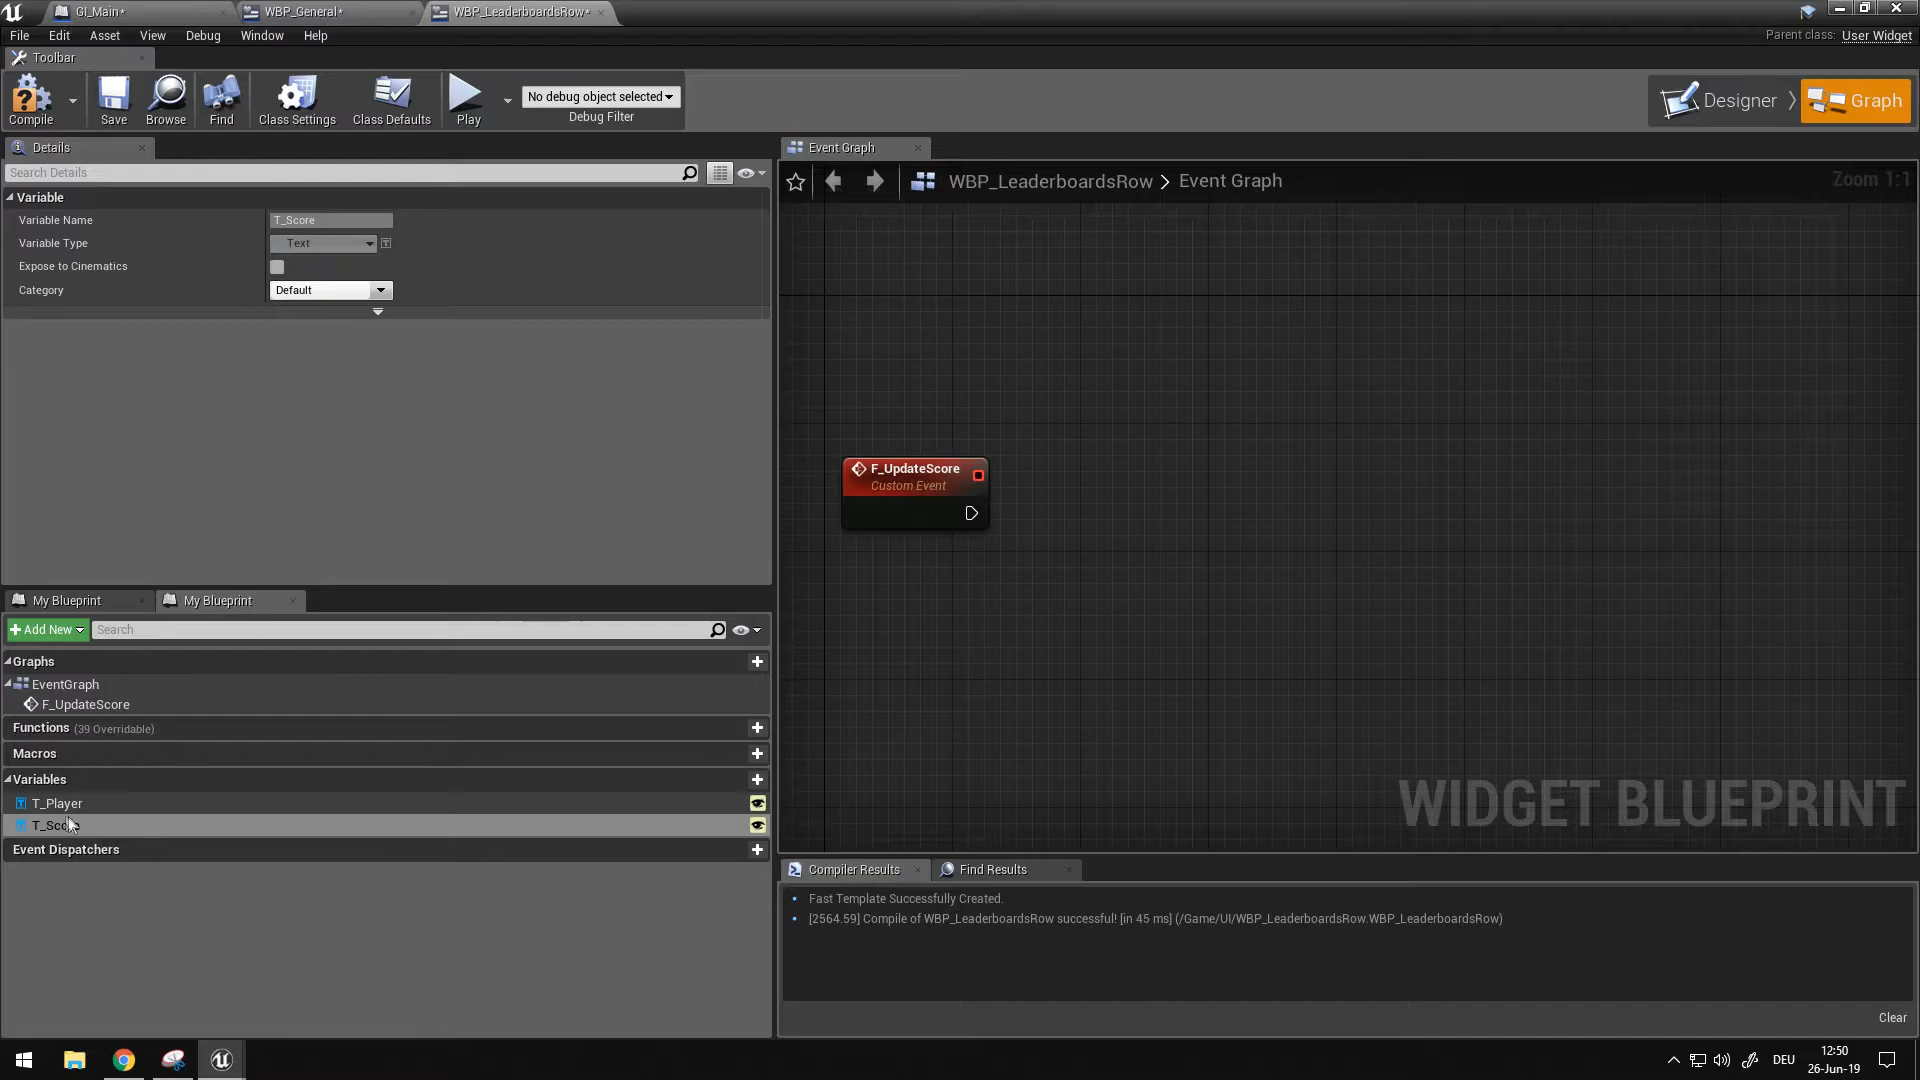 GI_Main*
WBP_General*
WBP_LeaderboardsRow*
File Edit Asset View Debug Window Help
Parent class: User Widget
Toolbar
Compile
Save
Browse
Find
Class Settings
Class Defaults
Play
No debug object selected
Debug Filter
Designer
Graph
Details
Search Details
Variable
Variable Name T_Score
Variable Type Text
Expose to Cinematics
Category Default
Event Graph
WBP_LeaderboardsRow > Event Graph
Zoom 1:1
F_UpdateScore
Custom Event
WIDGET BLUEPRINT
My Blueprint
My Blueprint
+ Add New
Search
Graphs
EventGraph
F_UpdateScore
Functions (39 Overridable)
Macros
Variables
T_Player
T_Score
Event Dispatchers
Compiler Results
Find Results
Fast Template Successfully Created.
[2564.59] Compile of WBP_LeaderboardsRow successful! [in 45 ms] (/Game/UI/WBP_LeaderboardsRow.WBP_LeaderboardsRow)
Clear
DEU
12:50
26-Jun-19